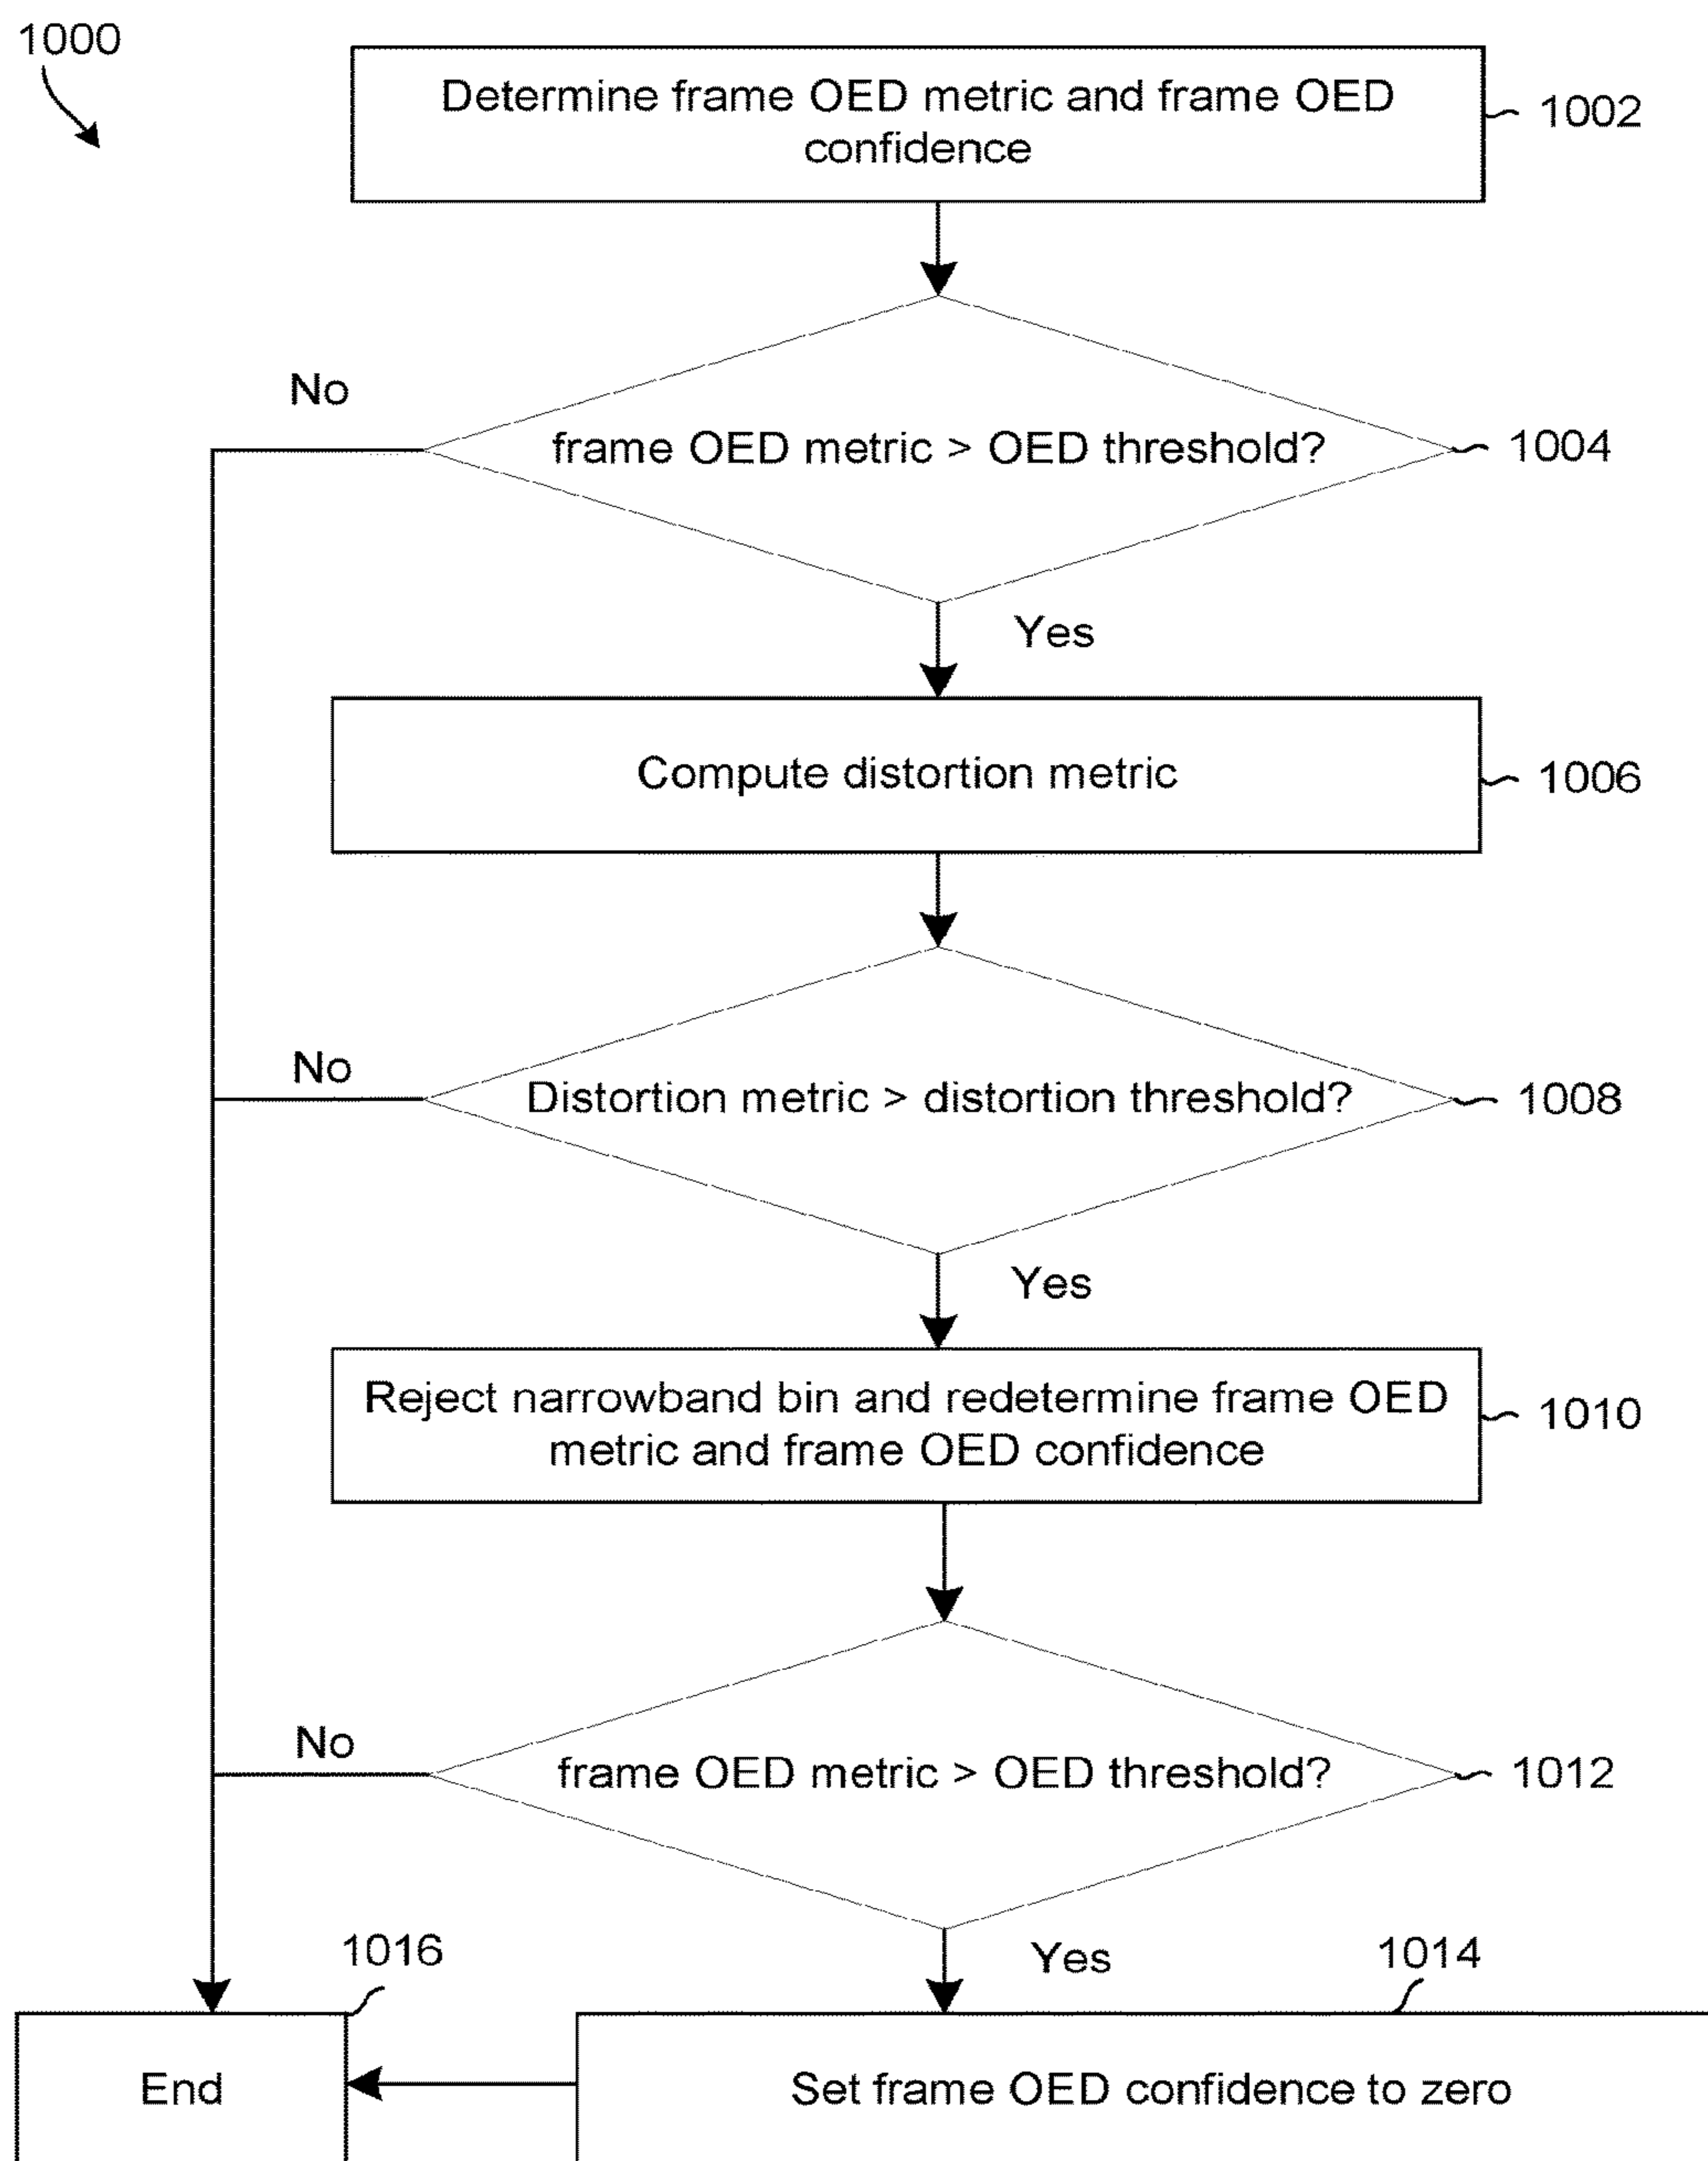 1000
Determine frame OED metric and frame OED
confidence
1002
No
frame OED metric > OED threshold?
1004
Yes
Compute distortion metric
1006
No
Distortion metric > distortion threshold?
1008
Yes
Reject narrowband bin and redetermine frame OED
metric and frame OED confidence
1010
No
frame OED metric > OED threshold?
1012
1016
Yes
1014
End
Set frame OED confidence to zero